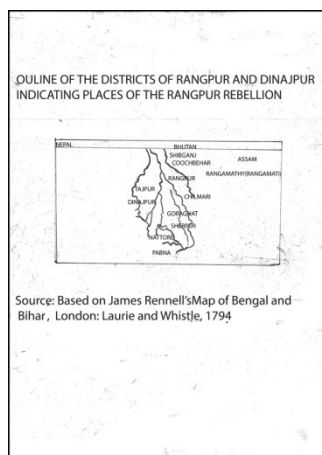 OULINE OF THE DISTRICTS OF RANGPUR AND DINAJPUR
INDICATING PLACES OF THE RANGPUR REBELLION
NEPAL
BHUTAN
SHIBGANJ
COOCHBEHAR
ASSAM
RANGPUR
RANGAMATHY(RANGAMATI)
TAJPUR
CHILMARI
DINAJPUR
GORAGHAT
SHERPUR
NATTORE
PABNA
Source: Based on James Rennell'sMap of Bengal and
Bihar, London: Laurie and Whistle, 1794